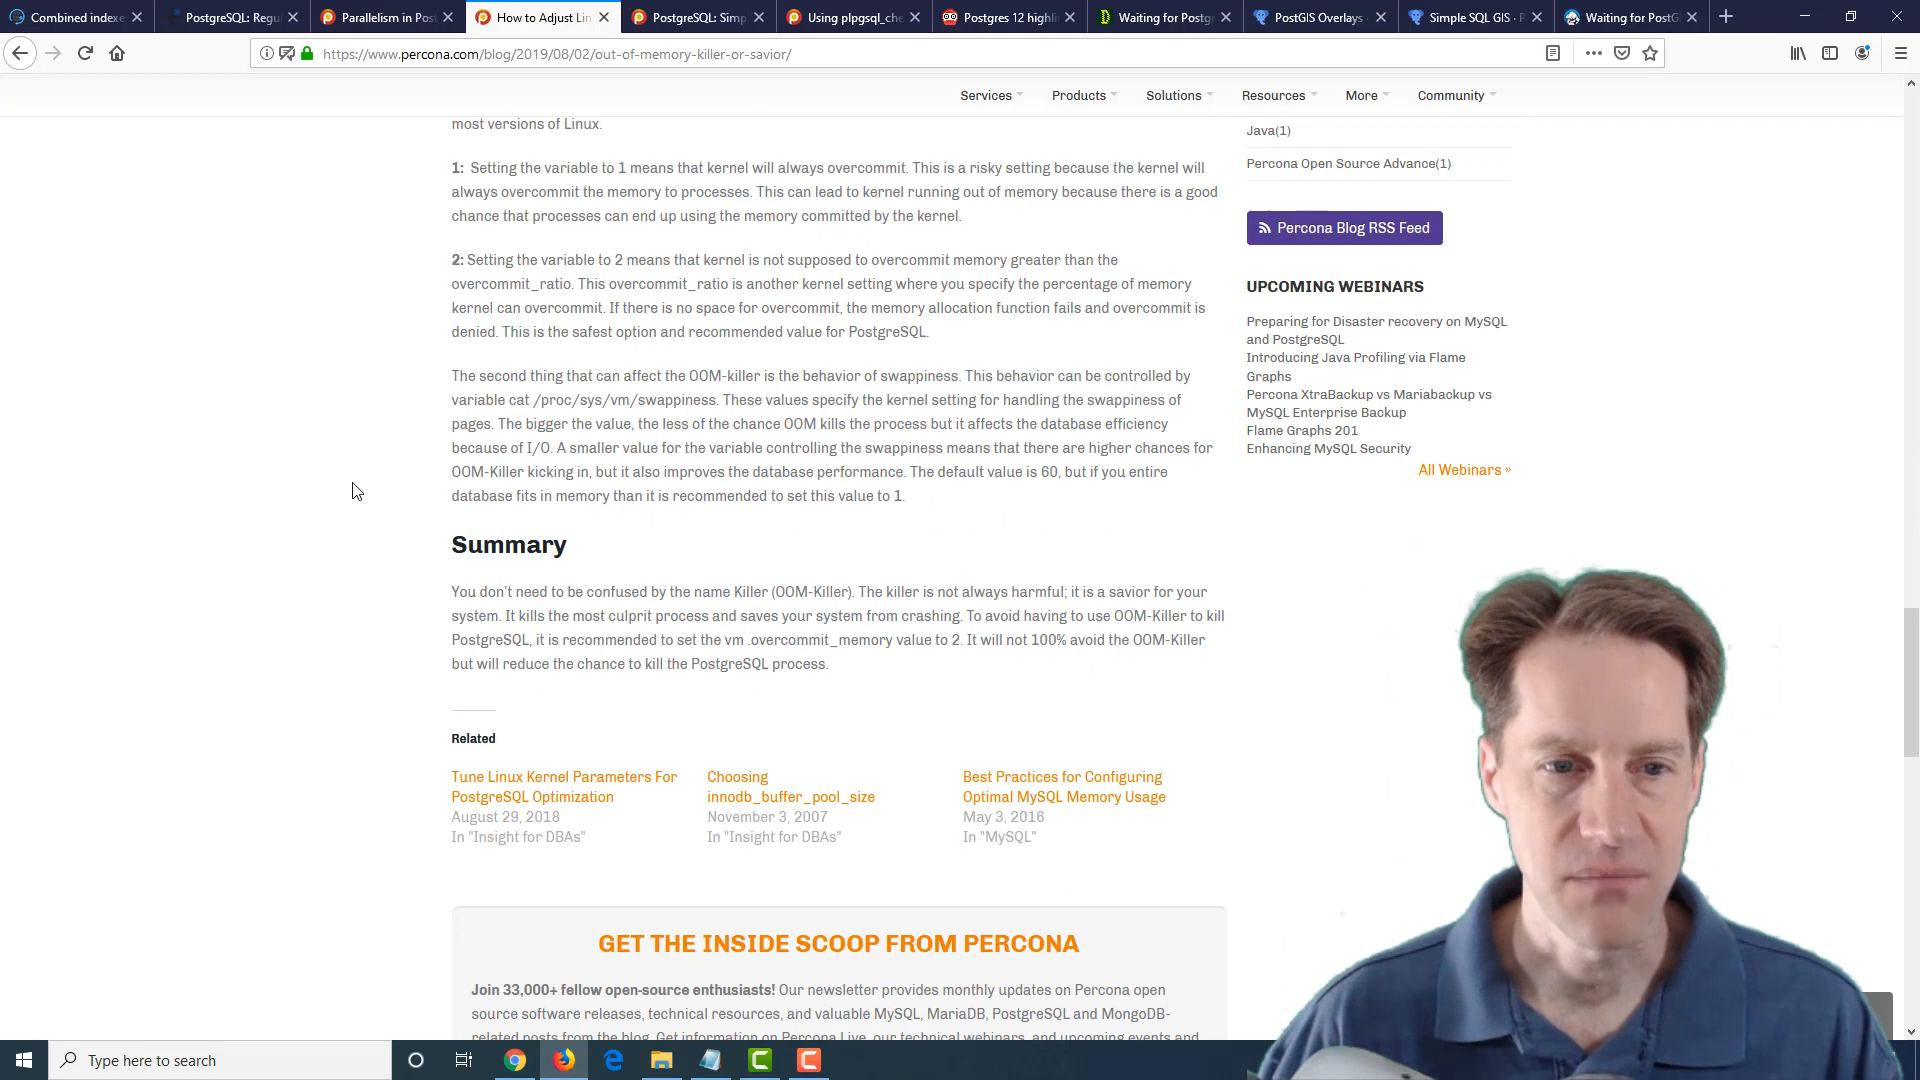 Combined indexe
PostgreSQL: Regu
Parallelism in Post
How to Adjust Lin
PostgreSQL: Simp
Using plpgsql_che
Postgres 12 highli
Waiting for Postgr
PostGIS Overlays
Simple SQL GIS - P
Waiting for PostG
https://www.percona.com/blog/2019/08/02/out-of-memory-killer-or-savior/
Services
Products
Solutions
Resources
More
Community
most versions of Linux.
1: Setting the variable to 1 means that kernel will always overcommit. This is a risky setting because the kernel will
always overcommit the memory to processes. This can lead to kernel running out of memory because there is a good
chance that processes can end up using the memory committed by the kernel.
2: Setting the variable to 2 means that kernel is not supposed to overcommit memory greater than the
overcommit_ratio. This overcommit_ratio is another kernel setting where you specify the percentage of memory
kernel can overcommit. If there is no space for overcommit, the memory allocation function fails and overcommit is
denied. This is the safest option and recommended value for PostgreSQL.
The second thing that can affect the OOM-killer is the behavior of swappiness. This behavior can be controlled by
variable cat /proc/sys/vm/swappiness. These values specify the kernel setting for handling the swappiness of
pages. The bigger the value, the less of the chance OOM kills the process but it affects the database efficiency
because of I/O. A smaller value for the variable controlling the swappiness means that there are higher chances for
OOM-Killer kicking in, but it also improves the database performance. The default value is 60, but if you entire
database fits in memory than it is recommended to set this value to 1.
Summary
You don't need to be confused by the name Killer (OOM-Killer). The killer is not always harmful; it is a savior for your
system. It kills the most culprit process and saves your system from crashing. To avoid having to use OOM-Killer to kill
PostgreSQL, it is recommended to set the vm .overcommit_memory value to 2. It will not 100% avoid the OOM-Killer
but will reduce the chance to kill the PostgreSQL process.
Related
Tune Linux Kernel Parameters For
PostgreSQL Optimization
August 29, 2018
In "Insight for DBAs"
Choosing
innodb_buffer_pool_size
November 3, 2007
In "Insight for DBAs"
Best Practices for Configuring
Optimal MySQL Memory Usage
May 3, 2016
In "MySQL"
GET THE INSIDE SCOOP FROM PERCONA
Join 33,000+ fellow open-source enthusiasts! Our newsletter provides monthly updates on Percona open
source software releases, technical resources, and valuable MySQL, MariaDB, PostgreSQL and MongoDB-
related posts from the blog. Get information on Percona Live, our technical webinars, and upcoming events and
Java(1)
Percona Open Source Advance(1)
Percona Blog RSS Feed
UPCOMING WEBINARS
Preparing for Disaster recovery on MySQL
and PostgreSQL
Introducing Java Profiling via Flame
Graphs
Percona XtraBackup vs Mariabackup vs
MySQL Enterprise Backup
Flame Graphs 201
Enhancing MySQL Security
All Webinars »
Type here to search